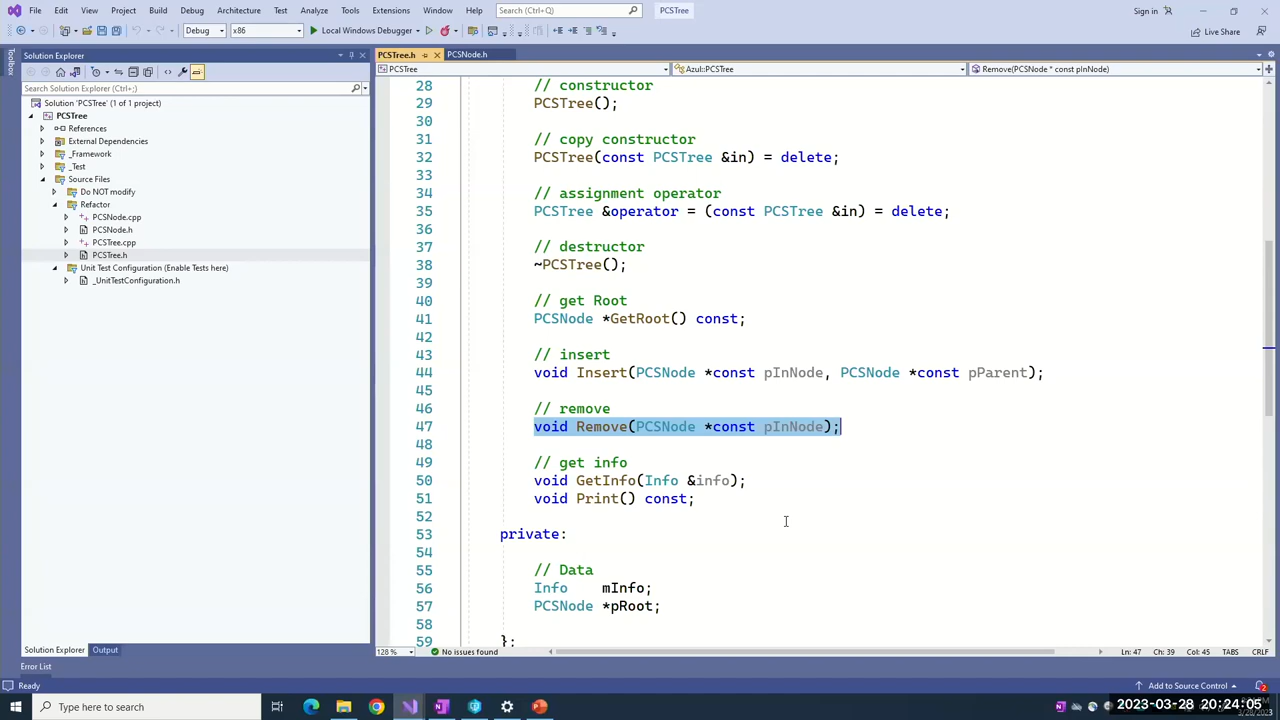 File Edit View Project Build Debug Architecture Test Analyze Tools Extensions Window Help Search (Ctrl+;) PCSTree Sign in
Debug x86 Local Windows Debugger Live Share
Toolbox
Solution Explorer
Search Solution Explorer (Ctrl+;)
Solution 'PCSTree' (1 of 1 project)
PCSTree
References
External Dependencies
_Framework
_Test
Source Files
Do NOT modify
Refactor
PCSNode.cpp
PCSNode.h
PCSTree.cpp
PCSTree.h
Unit Test Configuration (Enable Tests here)
_UnitTestConfiguration.h
Solution Explorer Output
PCSTree.h PCSNode.h
PCSTree Azul::PCSTree Remove(PCSNode * const pInNode)
28 // constructor
29 PCSTree();
30
31 // copy constructor
32 PCSTree(const PCSTree &in) = delete;
33
34 // assignment operator
35 PCSTree &operator = (const PCSTree &in) = delete;
36
37 // destructor
38 ~PCSTree();
39
40 // get Root
41 PCSNode *GetRoot() const;
42
43 // insert
44 void Insert(PCSNode *const pInNode, PCSNode *const pParent);
45
46 // remove
47 void Remove(PCSNode *const pInNode);
48
49 // get info
50 void GetInfo(Info &info);
51 void Print() const;
52
53 private:
54
55 // Data
56 Info mInfo;
57 PCSNode *pRoot;
58
59 };
128 % No issues found Ln: 47 Ch: 39 Col: 45 TABS CRLF
Error List
Ready Add to Source Control 2
Type here to search 2023-03-28 20:24:05